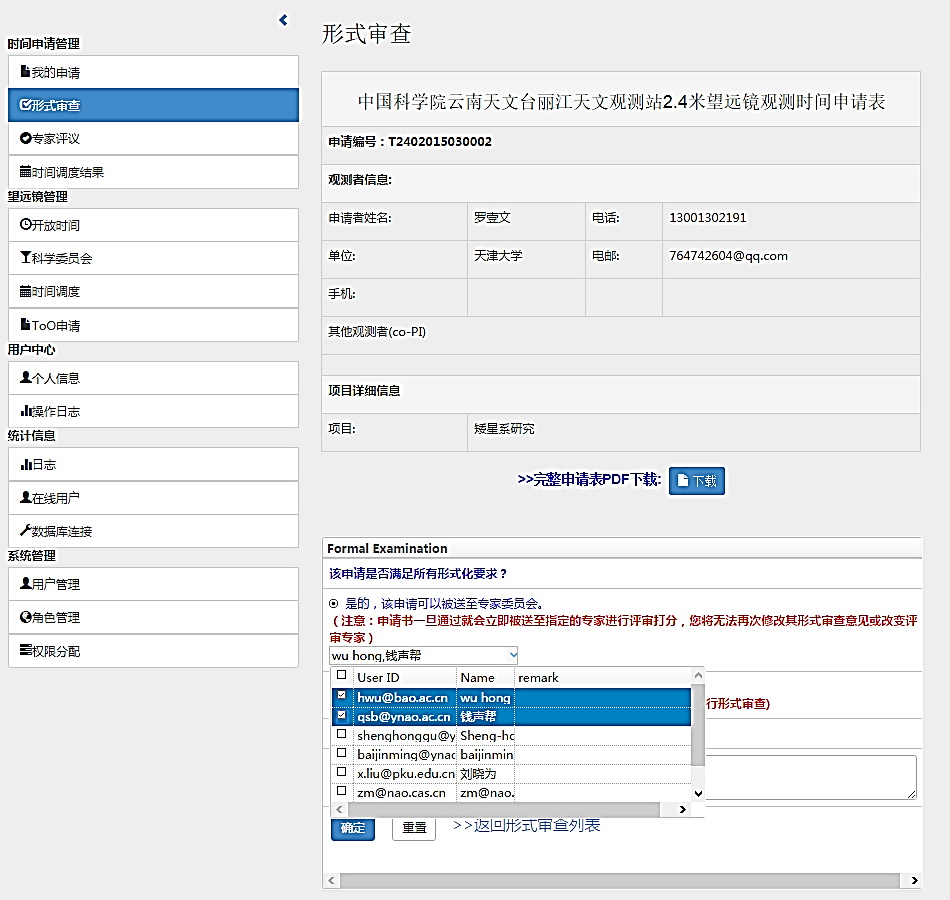 时间申请管理
我的申请
形式审查
专家评议
时间调度结果
望远镜管理
开放时间
科学委员会
时间调度
ToO申请
用户中心
个人信息
操作日志
统计信息
日志
在线用户
数据库连接
系统管理
用户管理
角色管理
权限分配
形式审查
中国科学院云南天文台丽江天文观测站2.4米望远镜观测时间申请表
申请编号：T2402015030002
观测者信息:
申请者姓名: 罗壹文 电话: 13001302191
单位: 天津大学 电邮: 764742604@qq.com
手机:
其他观测者(co-PI)
项目详细信息
项目: 矮星系研究
>>完整申请表PDF下载: 下载
Formal Examination
该申请是否满足所有形式化要求？
是的，该申请可以被送至专家委员会。
（注意：申请书一旦通过就会立即被送至指定的专家进行评审打分，您将无法再次修改其形式审查意见或改变评
审专家）
wu hong,钱声帮
User ID Name remark
hwu@bao.ac.cn wu hong
qsb@ynao.ac.cn 钱声帮
行形式审查)
shenghonggu@y Sheng-ho
baijinming@ynac baijinmin
x.liu@pku.edu.cn 刘晓为
zm@nao.cas.cn zm@nao.
确定 重置 >>返回形式审查列表